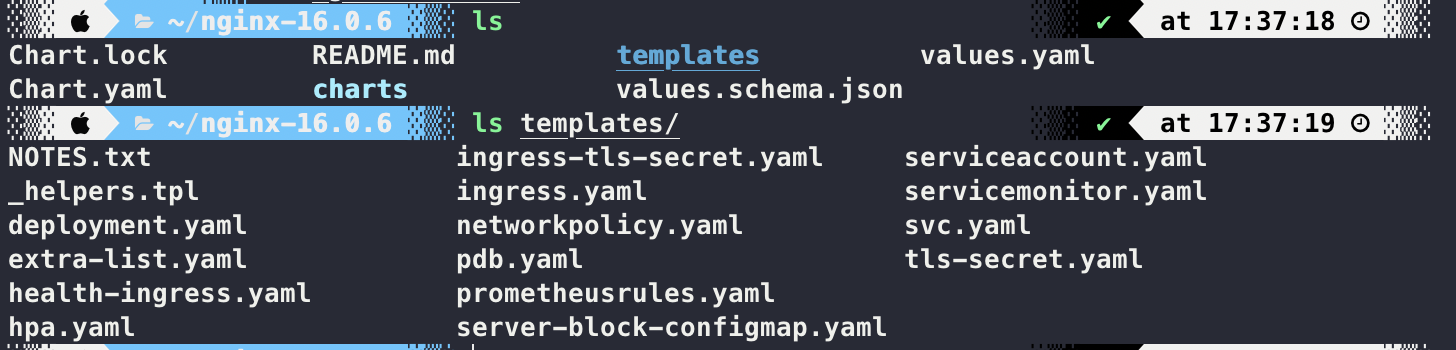 ~/nginx-16.0.6 ls ✔ at 17:37:18
Chart.lock README.md templates values.yaml
Chart.yaml charts values.schema.json
~/nginx-16.0.6 ls templates/ ✔ at 17:37:19
NOTES.txt ingress-tls-secret.yaml serviceaccount.yaml
_helpers.tpl ingress.yaml servicemonitor.yaml
deployment.yaml networkpolicy.yaml svc.yaml
extra-list.yaml pdb.yaml tls-secret.yaml
health-ingress.yaml prometheusrules.yaml
hpa.yaml server-block-configmap.yaml